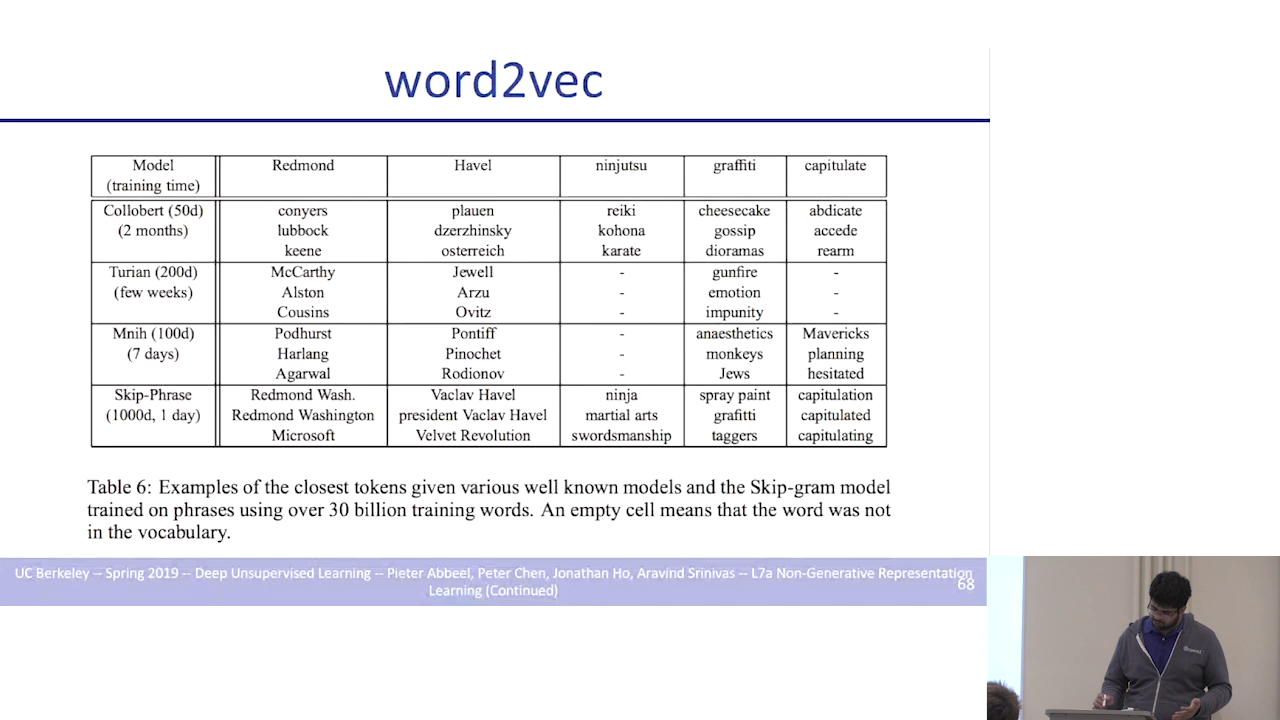 word2vec
Model Redmond Havel ninjutsu graffiti capitulate
(training time)
Collobert (50d) conyers plauen reiki cheesecake abdicate
(2 months) lubbock dzerzhinsky kohona gossip accede
keene osterreich karate dioramas rearm
Turian (200d) McCarthy Jewell - gunfire -
(few weeks) Alston Arzu - emotion -
Cousins Ovitz - impunity -
Mnih (100d) Podhurst Pontiff - anaesthetics Mavericks
(7 days) Harlang Pinochet - monkeys planning
Agarwal Rodionov - Jews hesitated
Skip-Phrase Redmond Wash. Vaclav Havel ninja spray paint capitulation
(1000d, 1 day) Redmond Washington president Vaclav Havel martial arts grafitti capitulated
Microsoft Velvet Revolution swordsmanship taggers capitulating
Table 6: Examples of the closest tokens given various well known models and the Skip-gram model
trained on phrases using over 30 billion training words. An empty cell means that the word was not
in the vocabulary.
UC Berkeley -- Spring 2019 -- Deep Unsupervised Learning -- Pieter Abbeel, Peter Chen, Jonathan Ho, Aravind Srinivas -- L7a Non-Generative Representation
Learning (Continued)
68